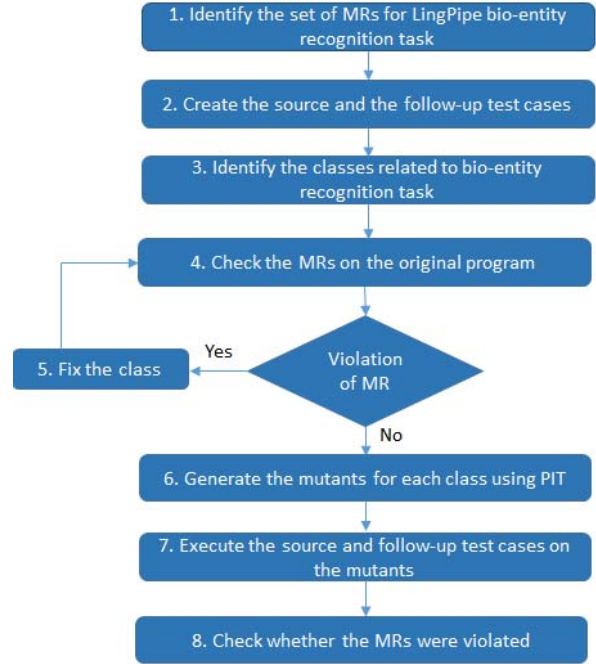 1. Identify the set of MRs for LingPipe bio-entity
recognition task
2. Create the source and the follow-up test cases
3. Identify the classes related to bio-entity
recognition task
4. Check the MRs on the original program
Violation
of MR
Yes
5. Fix the class
No
6. Generate the mutants for each class using PIT
7. Execute the source and follow-up test cases on
the mutants
8. Check whether the MRs were violated